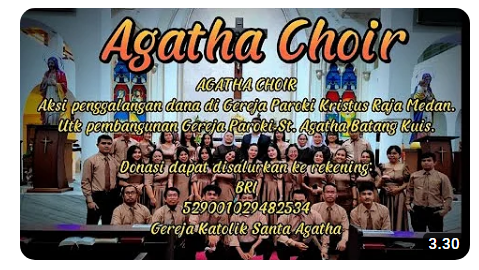 Agatha Choir
AGATHA CHOIR
Aksi penggalangan dana di Gereja Paroki Kristus Raja Medan.
Utk pembangunan Gereja Paroki St. Agatha Batang Kuis.
Donasi dapat disalurkan ke rekening:
BRI
529001029482534
Gereja Katolik Santa Agatha
3.30